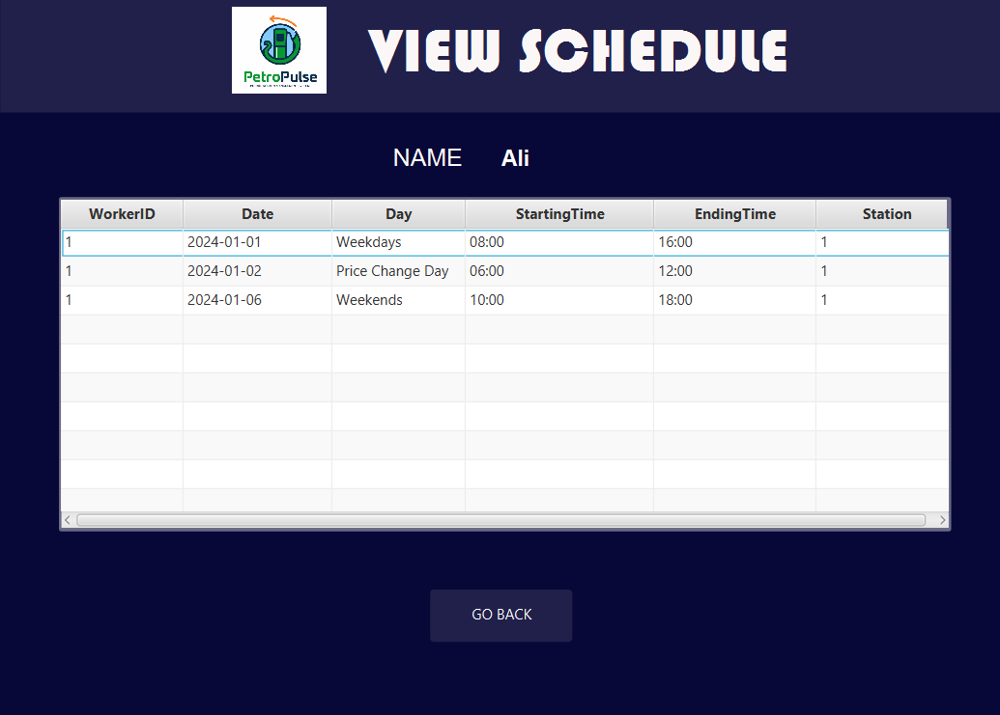 VIEW SCHEDULE
PetroPulse
NAME Ali
WorkerID Date Day StartingTime EndingTime Station
1 2024-01-01 Weekdays 08:00 16:00 1
1 2024-01-02 Price Change Day 06:00 12:00 1
1 2024-01-06 Weekends 10:00 18:00 1
GO BACK